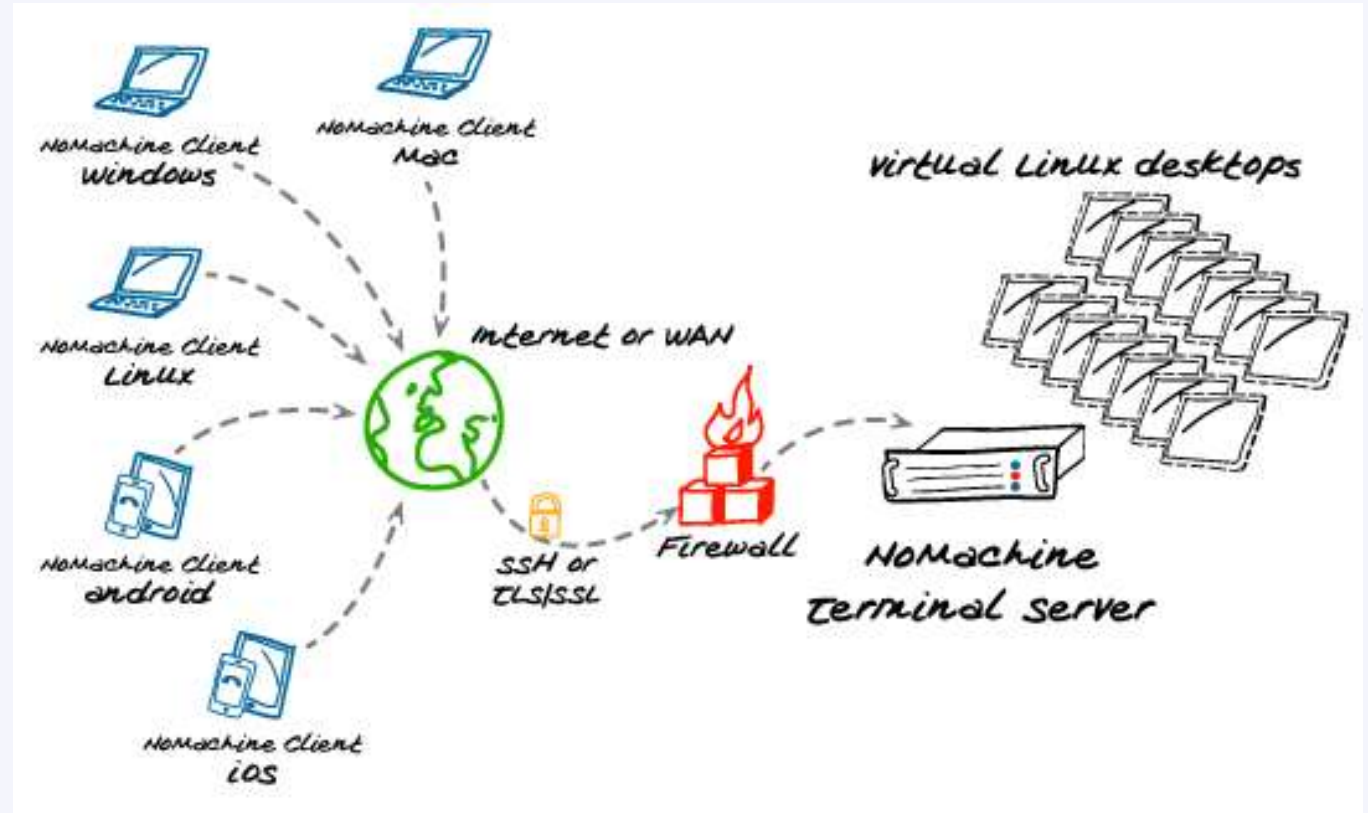 NoMachine Client
Windows
NoMachine Client
Mac
Virtual Linux desktops
NoMachine Client
Linux
Internet or WAN
NoMachine Client
android
SSH or
TLS/SSL
Firewall
NoMachine
Terminal Server
NoMachine Client
iOS